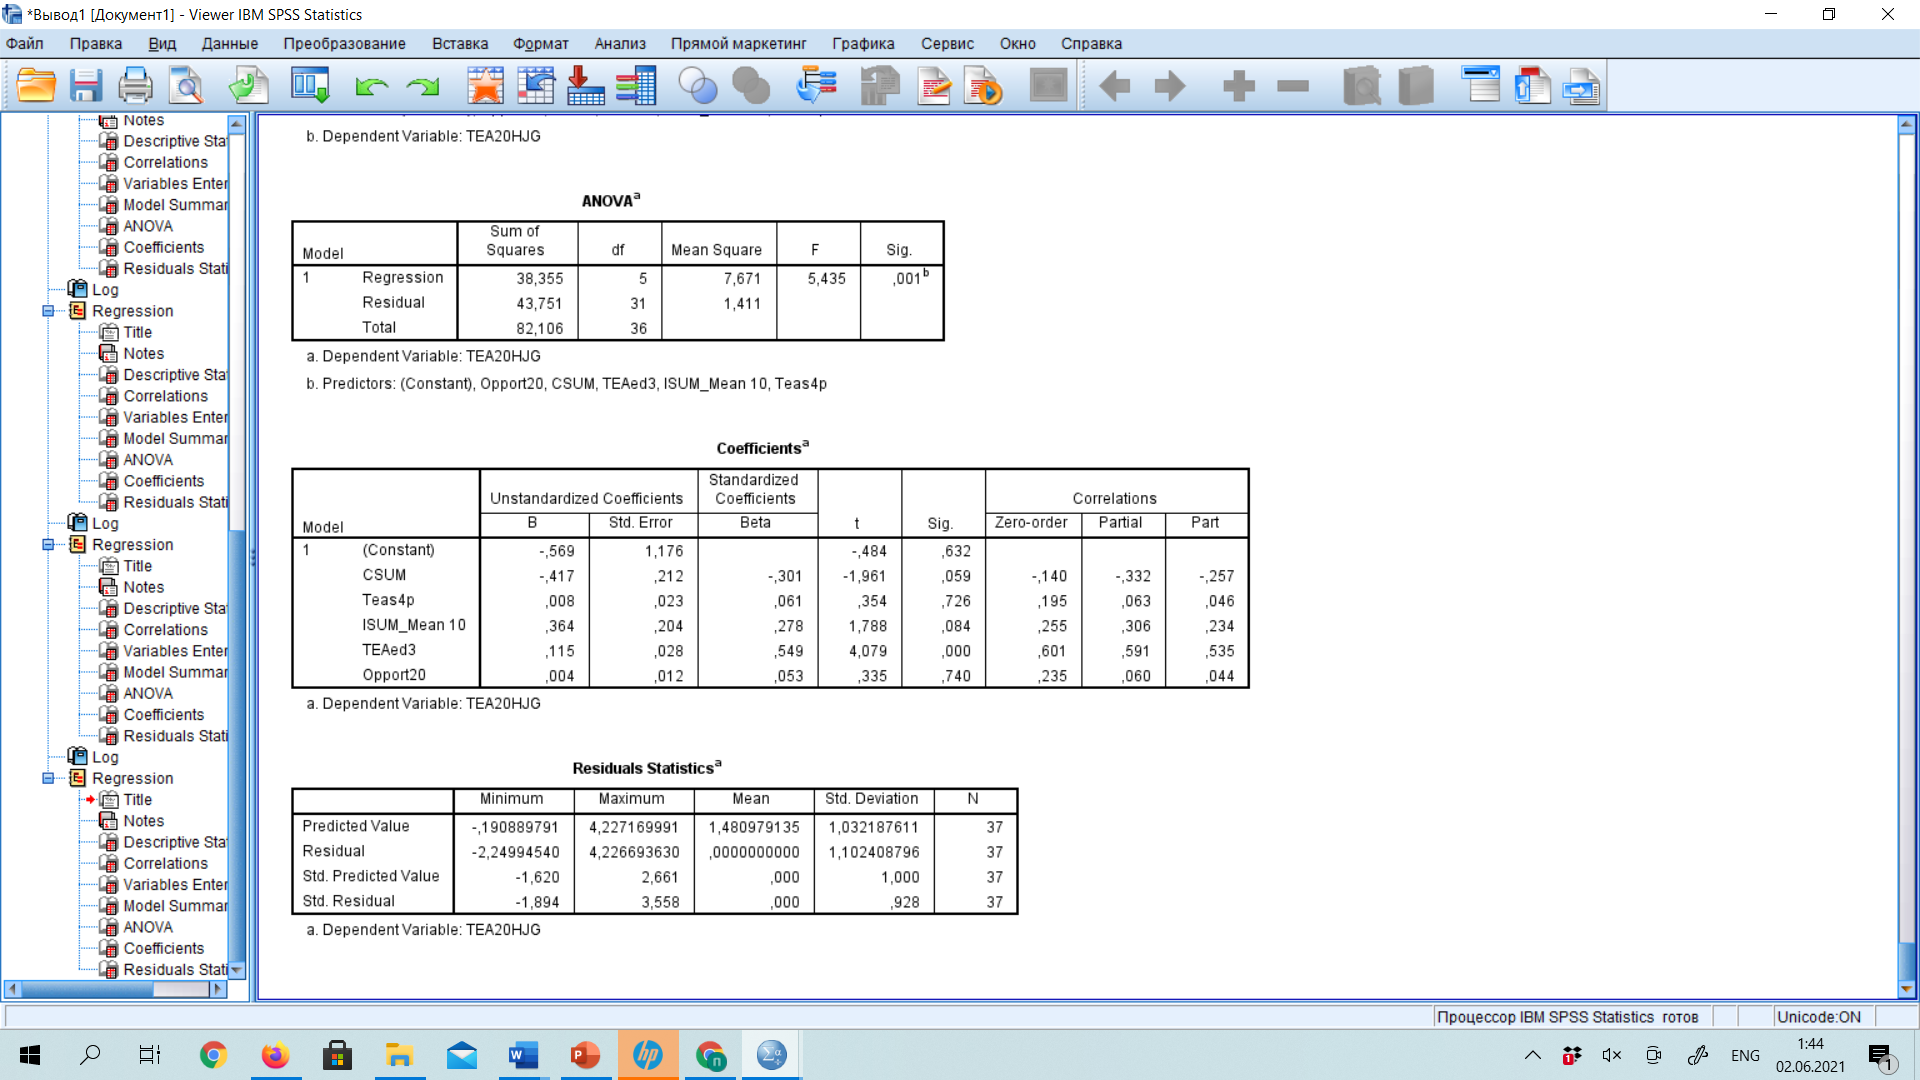 *Вывод1 [Документ1] - Viewer IBM SPSS Statistics
Файл Правка Вид Данные Преобразование Вставка Формат Анализ Прямой маркетинг Графика Сервис Окно Справка
Notes
Descriptive Sta
Correlations
Variables Enter
Model Summar
ANOVA
Coefficients
Residuals Stati
Log
Regression
Title
Notes
Descriptive Sta
Correlations
Variables Enter
Model Summar
ANOVA
Coefficients
Residuals Stati
Log
Regression
Title
Notes
Descriptive Sta
Correlations
Variables Enter
Model Summar
ANOVA
Coefficients
Residuals Stati
Log
Regression
Title
Notes
Descriptive Sta
Correlations
Variables Enter
Model Summar
ANOVA
Coefficients
Residuals Stati
b. Dependent Variable: TEA20HJG
ANOVAa
Model Sum of Squares df Mean Square F Sig.
1 Regression 38,355 5 7,671 5,435 ,001b
Residual 43,751 31 1,411
Total 82,106 36
a. Dependent Variable: TEA20HJG
b. Predictors: (Constant), Opport20, CSUM, TEAed3, ISUM_Mean 10, Teas4p
Coefficientsa
Model Unstandardized Coefficients Standardized Coefficients t Sig. Correlations
B Std. Error Beta Zero-order Partial Part
1 (Constant) -,569 1,176 -,484 ,632
CSUM -,417 ,212 -,301 -1,961 ,059 -,140 -,332 -,257
Teas4p ,008 ,023 ,061 ,354 ,726 ,195 ,063 ,046
ISUM_Mean 10 ,364 ,204 ,278 1,788 ,084 ,255 ,306 ,234
TEAed3 ,115 ,028 ,549 4,079 ,000 ,601 ,591 ,535
Opport20 ,004 ,012 ,053 ,335 ,740 ,235 ,060 ,044
a. Dependent Variable: TEA20HJG
Residuals Statisticsa
Minimum Maximum Mean Std. Deviation N
Predicted Value -,190889791 4,227169991 1,480979135 1,032187611 37
Residual -2,24994540 4,226693630 ,0000000000 1,102408796 37
Std. Predicted Value -1,620 2,661 ,000 1,000 37
Std. Residual -1,894 3,558 ,000 ,928 37
a. Dependent Variable: TEA20HJG
Процессор IBM SPSS Statistics готов Unicode:ON
ENG 1:44
02.06.2021